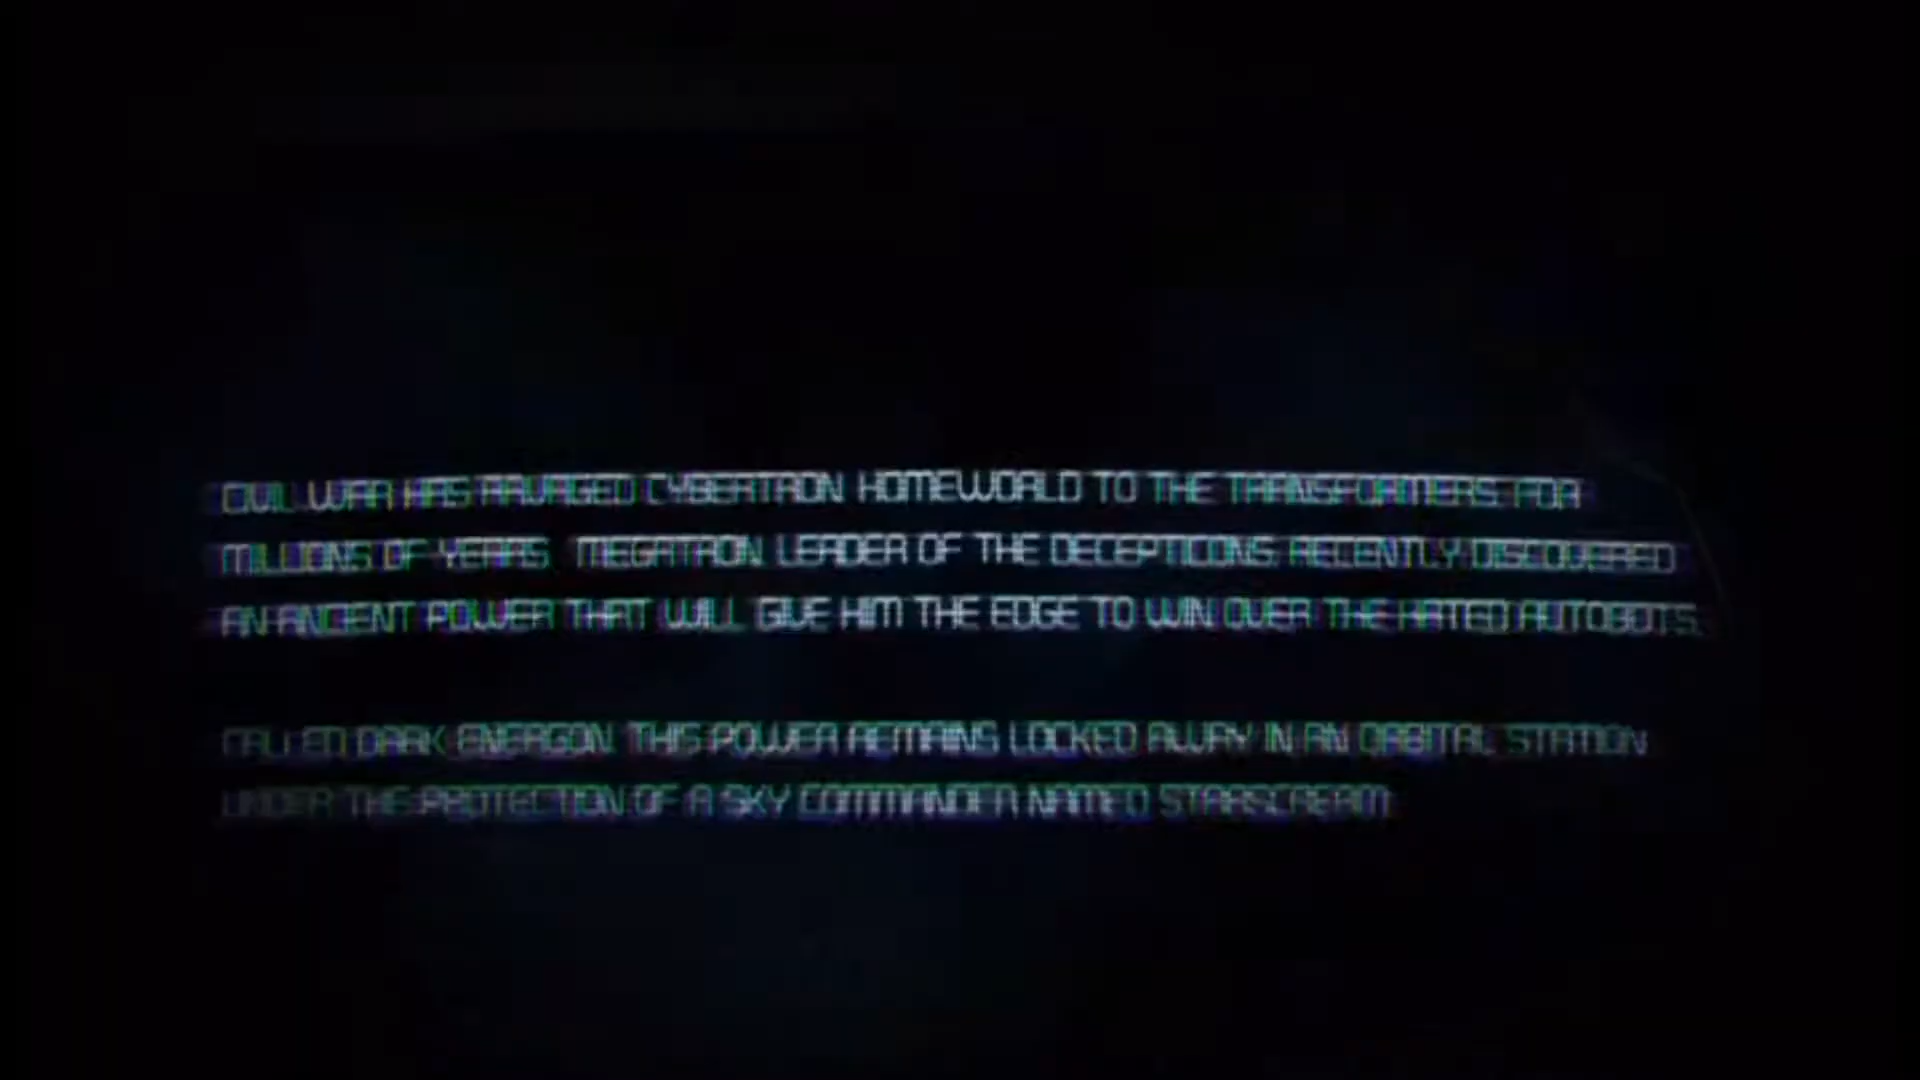 CIVIL WAR HAS RAVAGED CYBERTRON HOMEWORLD TO THE TRANSFORMERS FOR
MILLIONS OF YEARS. MEGATRON LEADER OF THE DECEPTICONS RECENTLY DISCOVERED
AN ANCIENT POWER THAT WILL GIVE HIM THE EDGE TO WIN OVER THE HATED AUTOBOTS.
CALLED DARK ENERGON THIS POWER REMAINS LOCKED AWAY IN AN ORBITAL STATION
UNDER THE PROTECTION OF A SKY COMMANDER NAMED STARSCREAM.